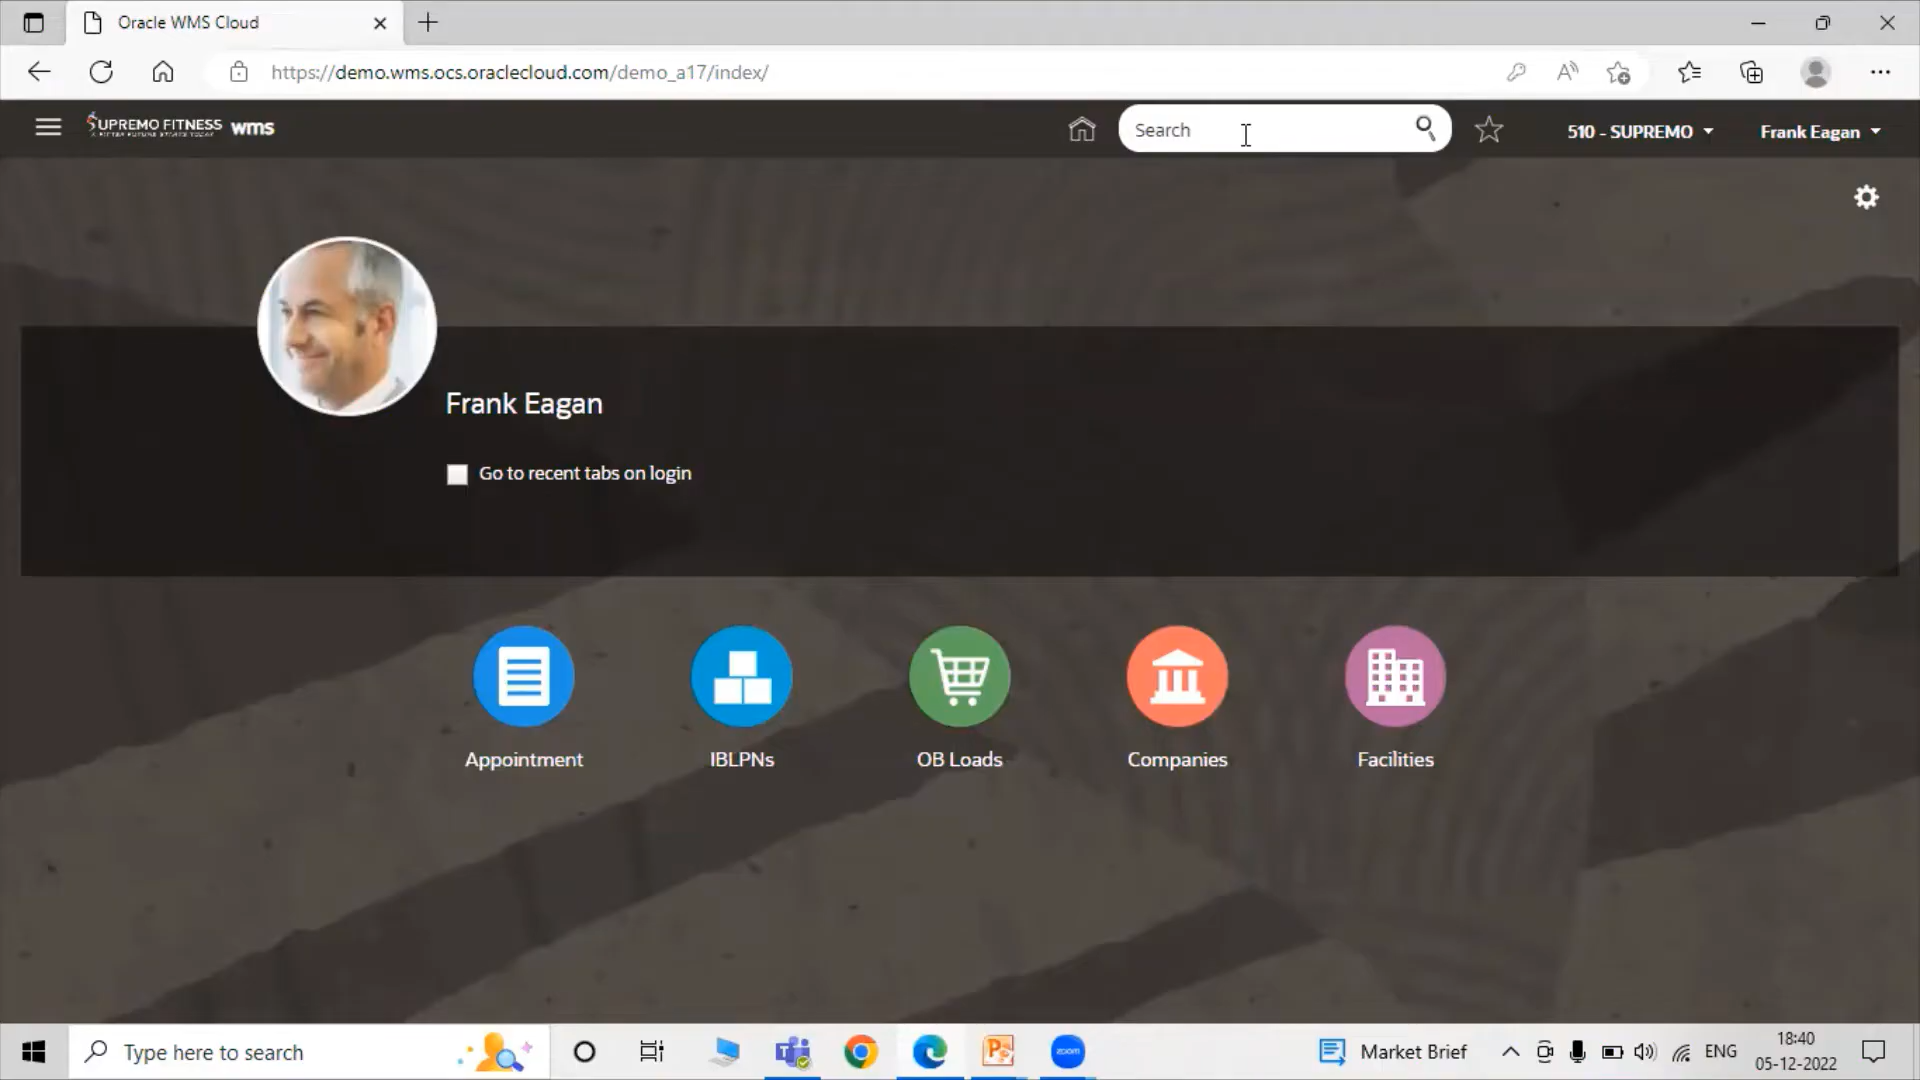 Oracle WMS Cloud
https://demo.wms.ocs.oraclecloud.com/demo_a17/index/
SUPREMO FITNESS wms
Search
510 - SUPREMO
Frank Eagan
Frank Eagan
Go to recent tabs on login
Appointment
IBLPNs
OB Loads
Companies
Facilities
Type here to search
zoom
Market Brief
ENG
18:40
05-12-2022